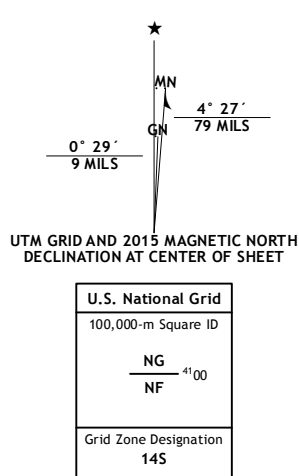 ★
MN
4° 27´
79 MILS
GN
0° 29´
9 MILS
UTM GRID AND 2015 MAGNETIC NORTH
DECLINATION AT CENTER OF SHEET
U.S. National Grid
100,000-m Square ID
NG
4100
NF
Grid Zone Designation
14S